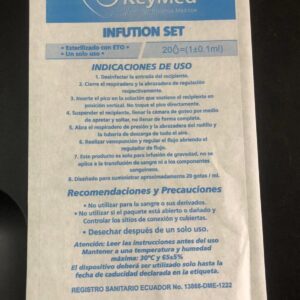 KeyMed
INFUTION SET
• Esterilizado con ETO •
• Un solo uso •
20 =(1±0.1ml)
INDICACIONES DE USO
1. Desinfectar la entrada del recipiente.
2. Cierre el respiradero y la abrazadera de regulación
respectivamente.
3. Inserte el pico en la solución que sostiene el recipiente
en posición vertical. No toque el pico directamente.
4. Suspender el recipiente, llenar la cámara de goteo por medio
de apretar y soltar, no llenar de forma completa.
5. Abra el respiradero de presión y la abrazadera del rodillo y por
la tubería de descarga de todo el aire.
6. Realizar venopunción y regular el flujo abriendo el
regulador de flujo.
7. Este producto es solo para infusión de gravedad, no se
aplica a la transfusión de sangre ni a los componentes
sanguíneos.
8. Diseñado para suministrar aproximadamente 20 gotas / ml.
Recomendaciones y Precauciones
• No utilizar para la sangre o sus derivados.
• No utilizar si el paquete está abierto o dañado y
Controlar los sitios de conexión y cubiertas.
• Desechar después de un solo uso.
Atención: Leer las instrucciones antes del uso
Mantener a una temperatura y humedad
máxima: 30°C y 65±5%
El dispositivo deberá ser utilizado solo hasta la
fecha de caducidad declarada en la etiqueta.
REGISTRO SANITARIO ECUADOR No. 13868-DME-1222